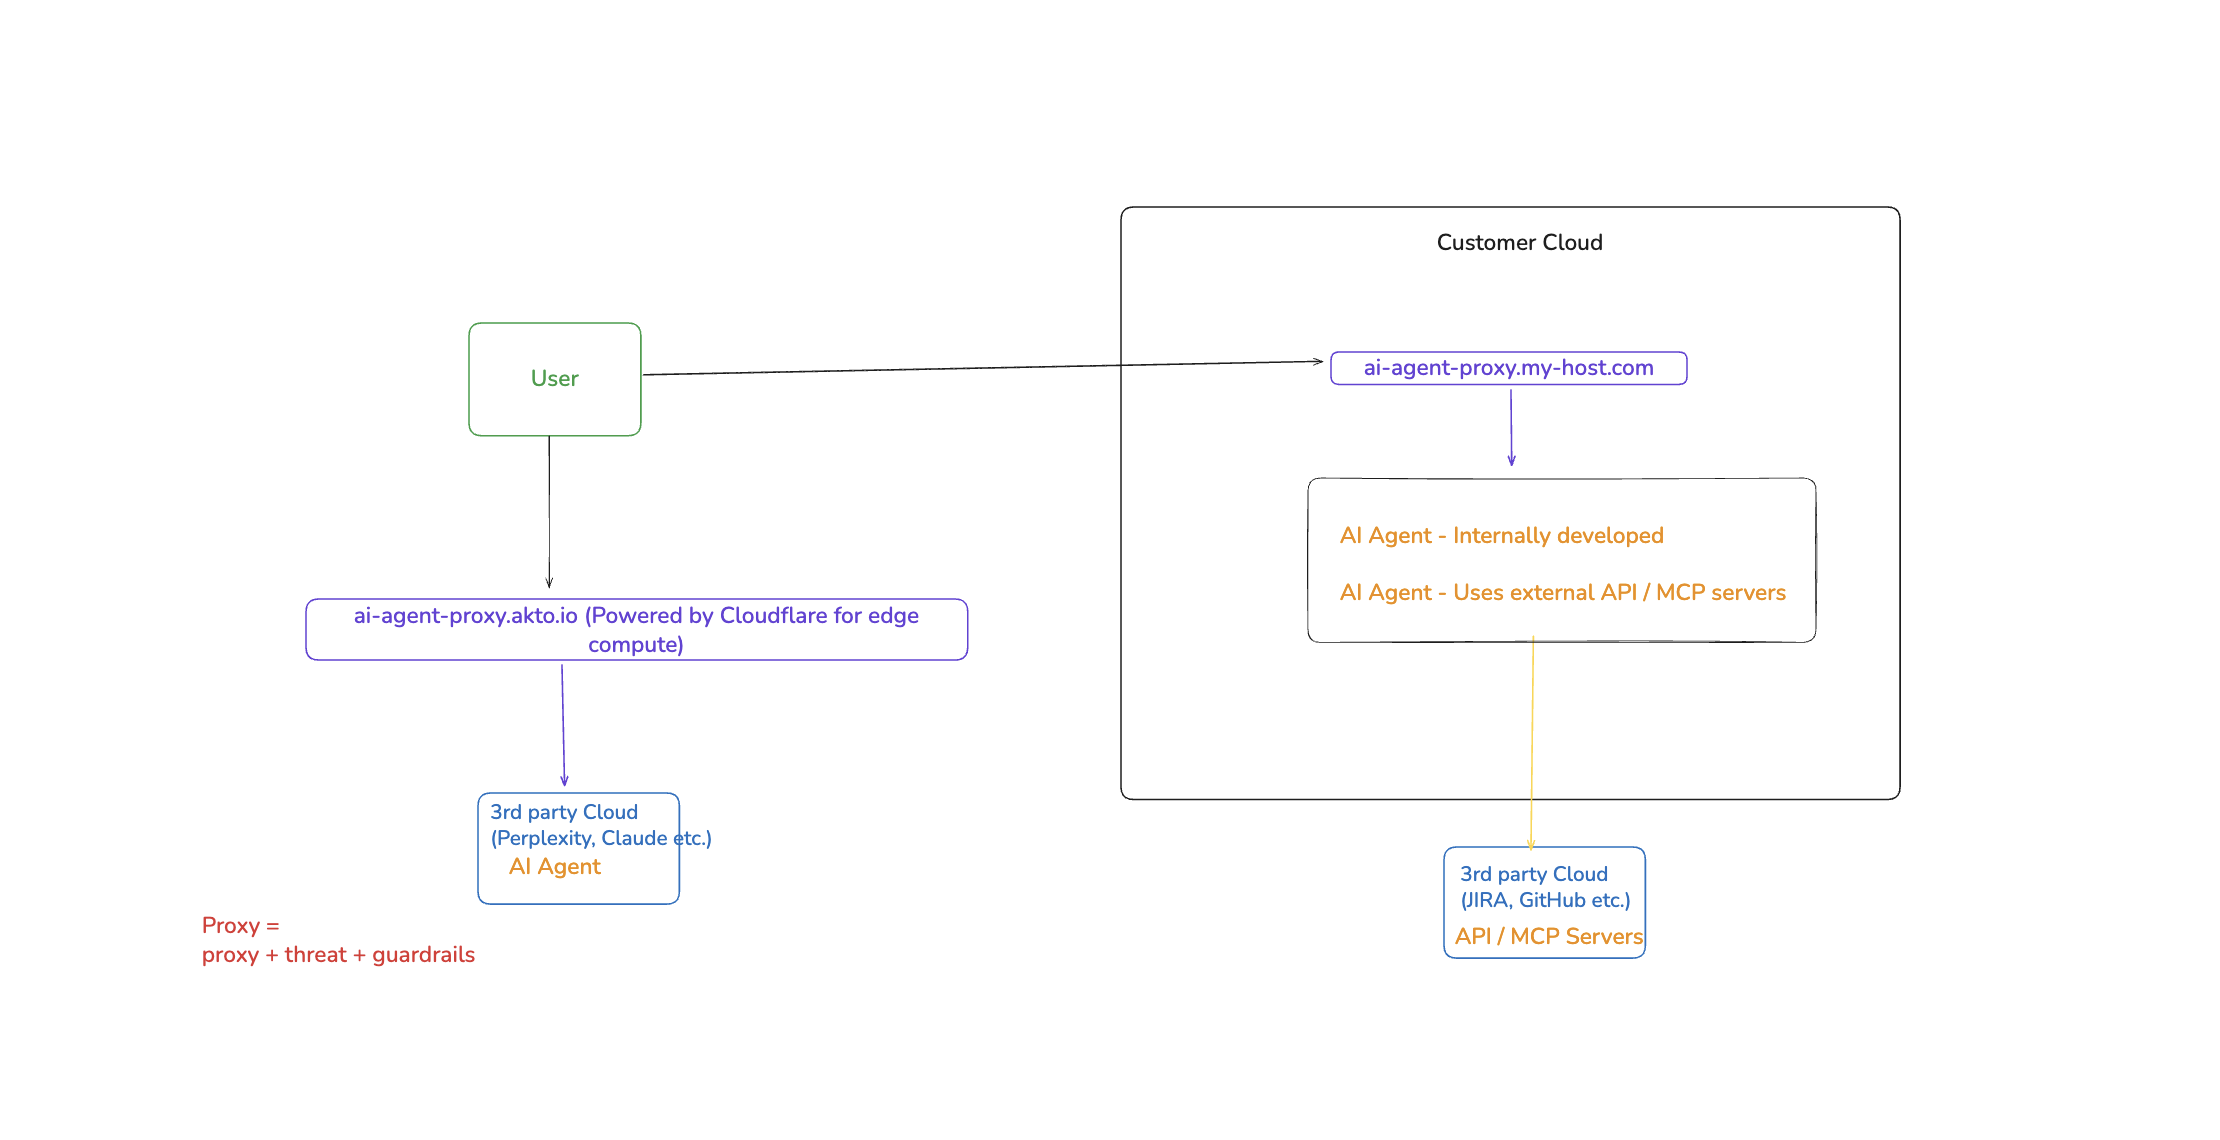 Customer Cloud
User
ai-agent-proxy.my-host.com
AI Agent - Internally developed
AI Agent - Uses external API / MCP servers
ai-agent-proxy.akto.io (Powered by Cloudflare for edge
compute)
3rd party Cloud
(Perplexity, Claude etc.)
AI Agent
3rd party Cloud
(JIRA, GitHub etc.)
API / MCP Servers
Proxy =
proxy + threat + guardrails